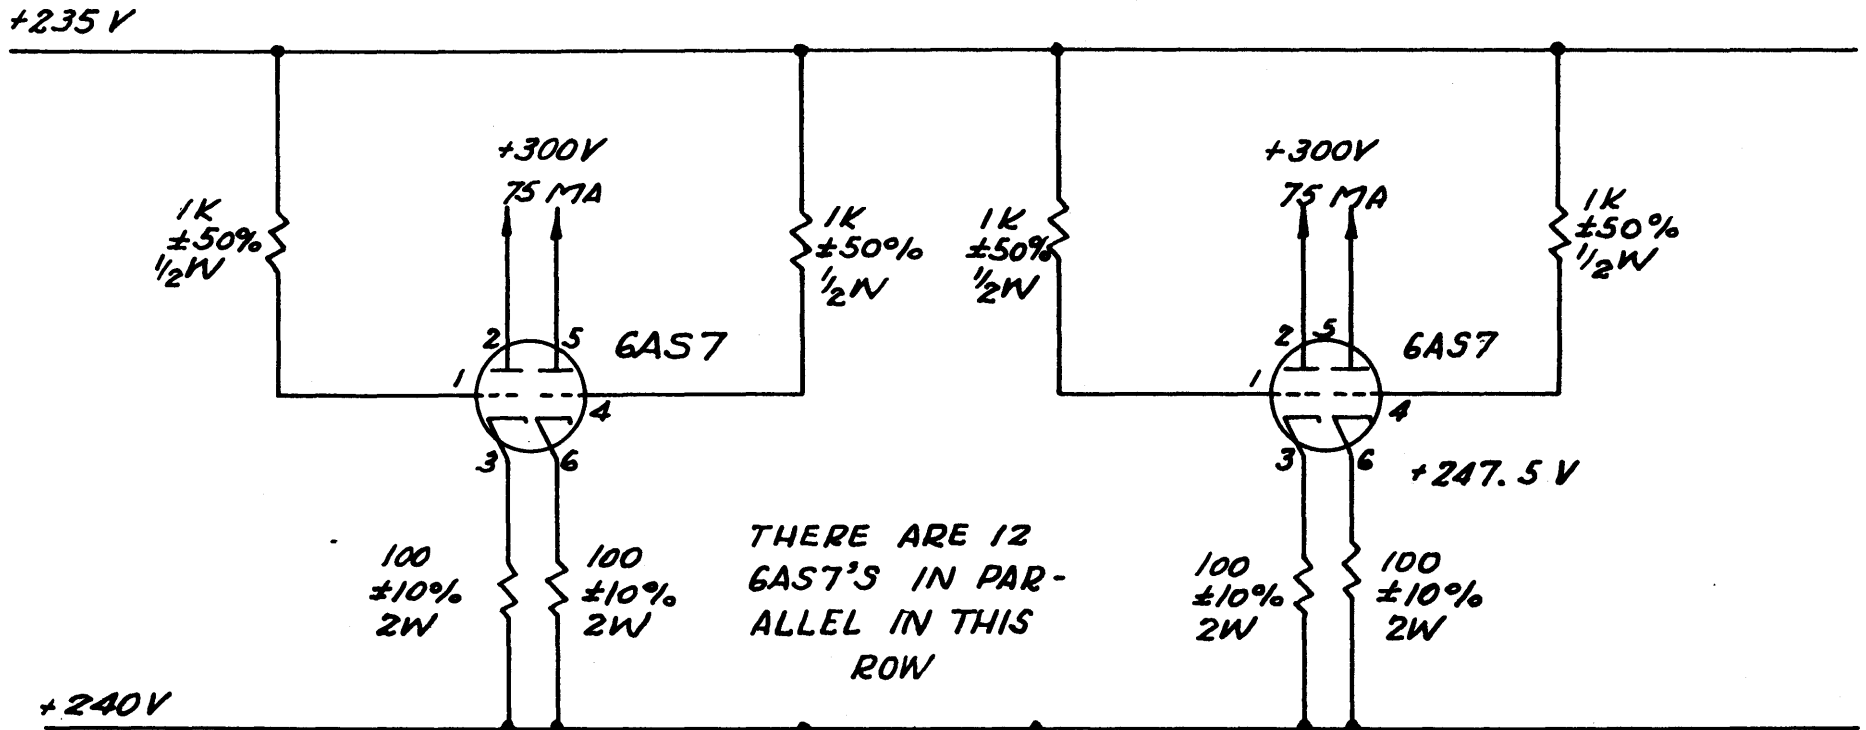 +235 V
+300V
75 MA
+300V
75 MA
1K
±50%
1/2W
1K
±50%
1/2W
1K
±50%
1/2W
1K
±50%
1/2W
2 5
6AS7
1
4
3 6
2 5
6AS7
1
4
3 6
+247.5 V
100
±10%
2W
100
±10%
2W
THERE ARE 12
6AS7'S IN PAR-
ALLEL IN THIS
ROW
100
±10%
2W
100
±10%
2W
+240V